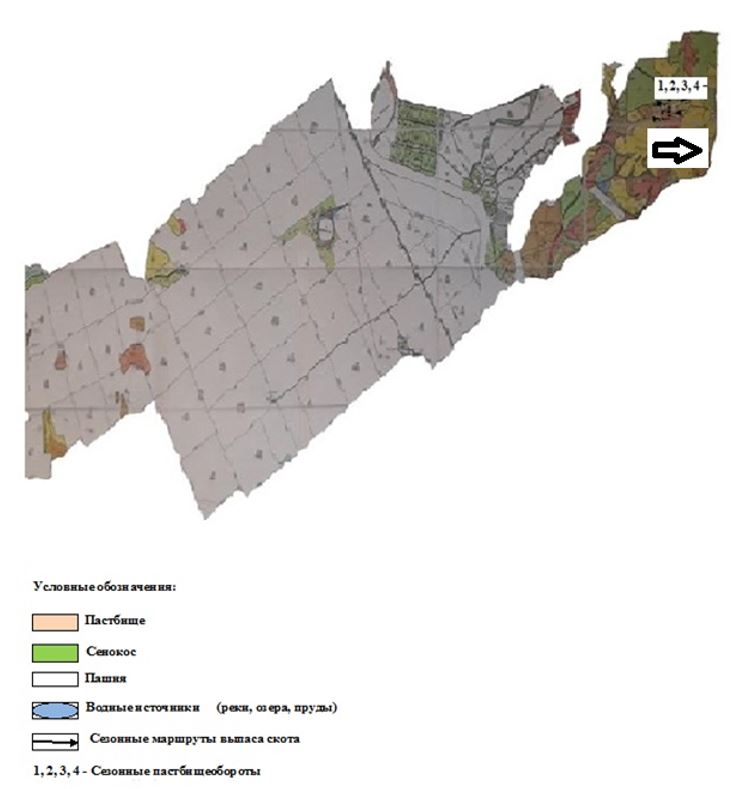 1, 2, 3, 4 -
Условные обозначения:
Пастбище
Сенокос
Пашня
Водные источники (реки, озера, пруды)
Сезонные маршруты выпаса скота
1, 2, 3, 4 - Сезонные пастбищеобороты